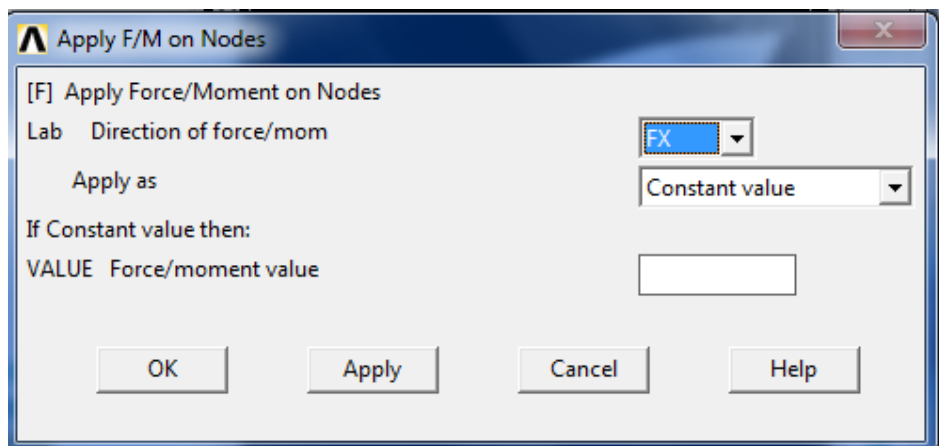 Apply F/M on Nodes
[F] Apply Force/Moment on Nodes
Lab Direction of force/mom FX
Apply as Constant value
If Constant value then:
VALUE Force/moment value
OK Apply Cancel Help